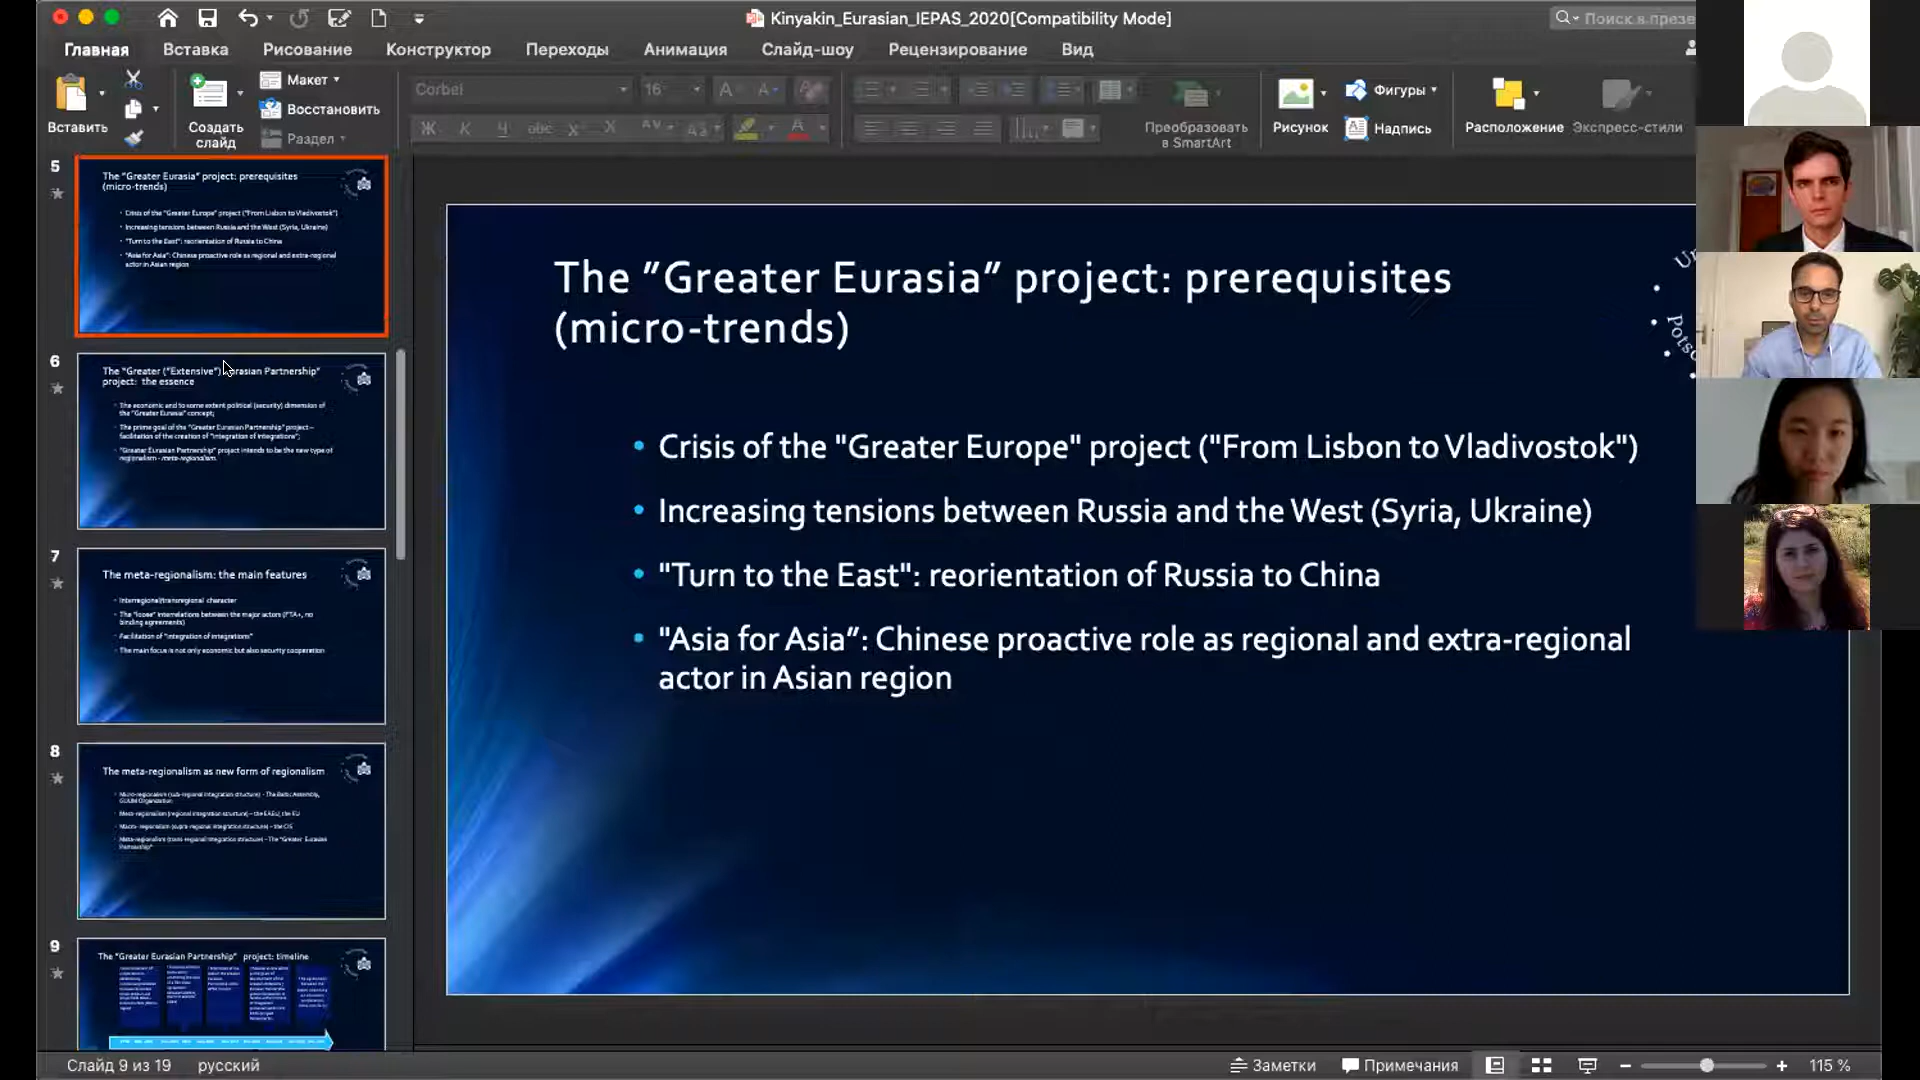 Kinyakin_Eurasian_IEPAS_2020[Compatibility Mode]
Поиск в презе
Главная
Вставка
Рисование
Конструктор
Переходы
Анимация
Слайд-шоу
Рецензирование
Вид
Вставить
Создать
слайд
Макет
Восстановить
Раздел
Corbel
16
Преобразовать
в SmartArt
Рисунок
Фигуры
Надпись
Расположение
Экспресс-стили
5
The "Greater Eurasia" project: prerequisites
(micro-trends)
Crisis of the "Greater Europe" project ("From Lisbon to Vladivostok")
Increasing tensions between Russia and the West (Syria, Ukraine)
"Turn to the East": reorientation of Russia to China
"Asia for Asia": Chinese proactive role as regional and extra-regional
actor in Asian region
6
The "Greater ("Extensive") Eurasian Partnership"
project: the essence
The economic and to some extent political (security) dimension of
the "Greater Eurasia" concept;
The prime goal of the "Greater Eurasian Partnership" project –
facilitation of the creation of "integration of integrations";
"Greater Eurasian Partnership" project intends to be the new type of
regionalism - meta-regionalism.
7
The meta-regionalism: the main features
Interregional/transregional character
The "loose" interrelations between the major actors (FTA+, no
binding agreements)
Facilitation of "integration of integrations"
The main focus is not only economic but also security cooperation
8
The meta-regionalism as new form of regionalism
Micro-regionalism (sub-regional integration structure) - The Baltic Assembly,
GUUM Organization
Macro-regionalism (supra-regional integration structure) – the CIS
Meta-regionalism (trans-regional integration structure) – The "Greater Eurasian
Partnership"
9
The "Greater Eurasian Partnership" project: timeline
The ”Greater Eurasia” project: prerequisites
(micro-trends)
• Crisis of the "Greater Europe" project ("From Lisbon to Vladivostok")
• Increasing tensions between Russia and the West (Syria, Ukraine)
• "Turn to the East": reorientation of Russia to China
• "Asia for Asia”: Chinese proactive role as regional and extra-regional
actor in Asian region
Слайд 9 из 19
русский
Заметки
Примечания
115 %